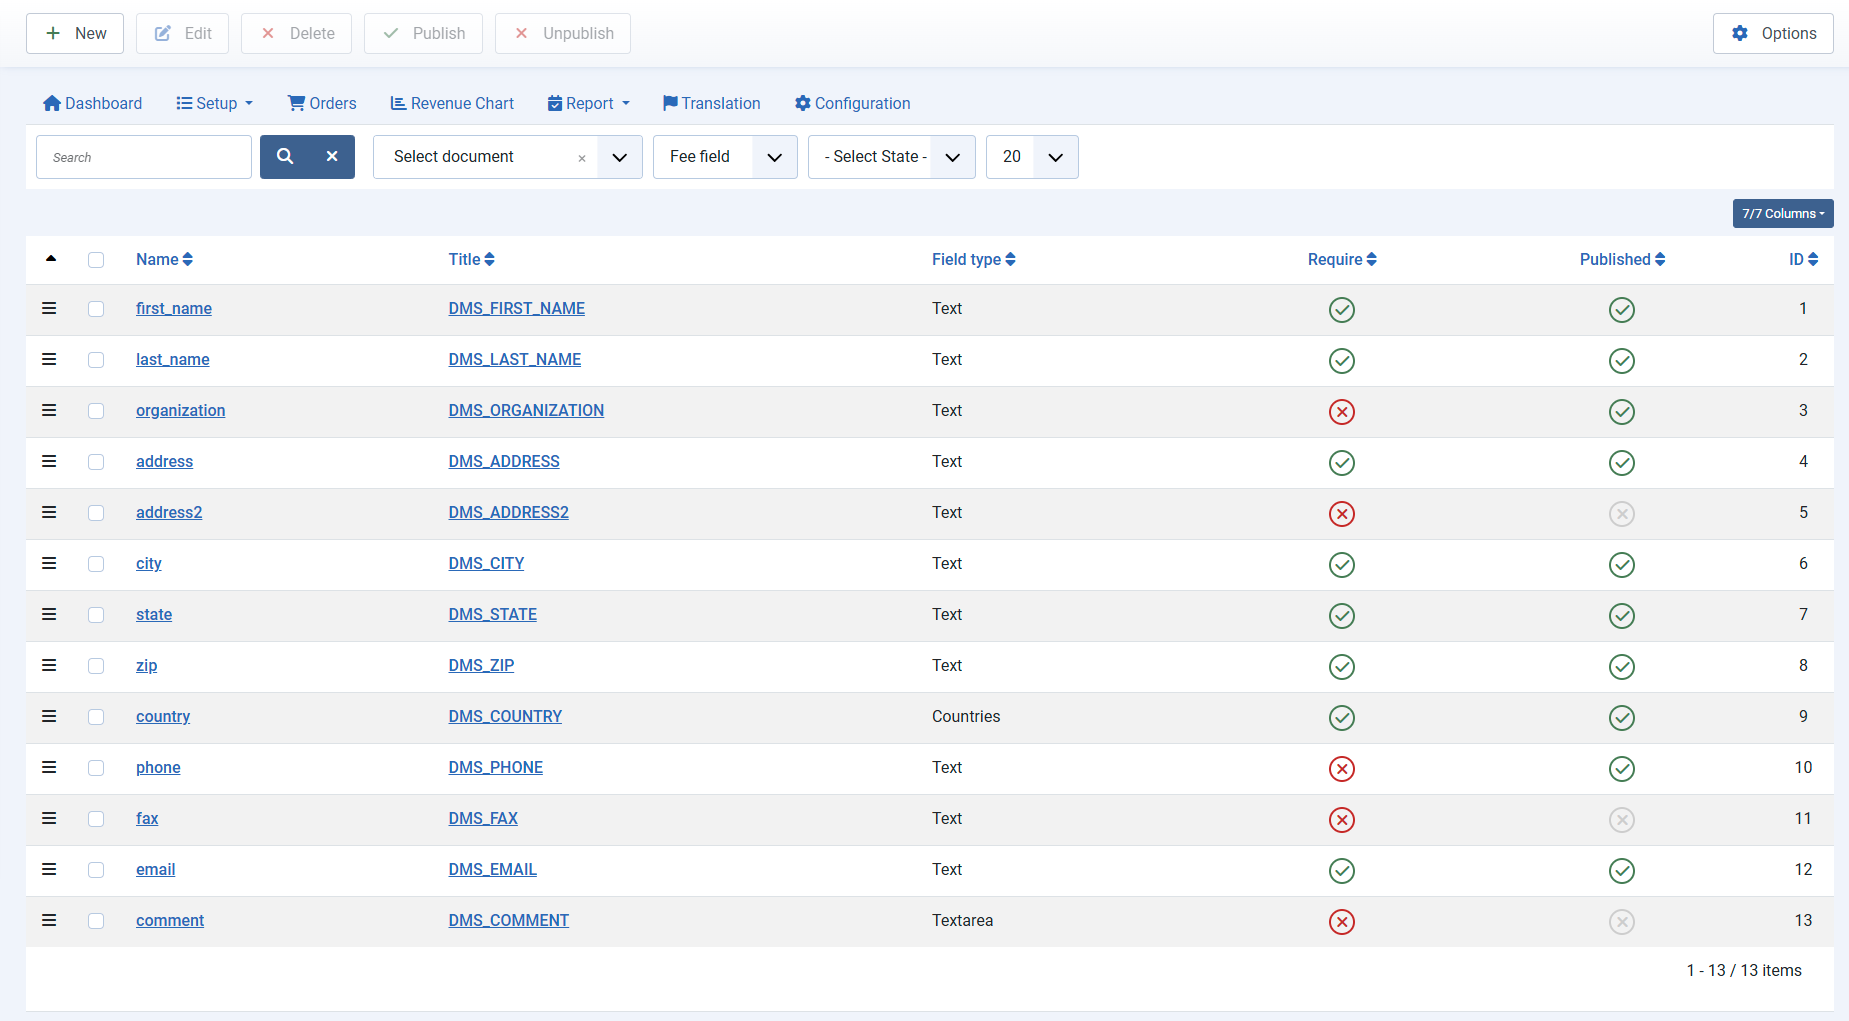 New Edit Delete Publish Unpublish Options
Dashboard Setup Orders Revenue Chart Report Translation Configuration
Search Select document × Fee field - Select State - 20
7/7 Columns
Name Title Field type Require Published ID
first_name DMS_FIRST_NAME Text 1
last_name DMS_LAST_NAME Text 2
organization DMS_ORGANIZATION Text 3
address DMS_ADDRESS Text 4
address2 DMS_ADDRESS2 Text 5
city DMS_CITY Text 6
state DMS_STATE Text 7
zip DMS_ZIP Text 8
country DMS_COUNTRY Countries 9
phone DMS_PHONE Text 10
fax DMS_FAX Text 11
email DMS_EMAIL Text 12
comment DMS_COMMENT Textarea 13
1 - 13 / 13 items